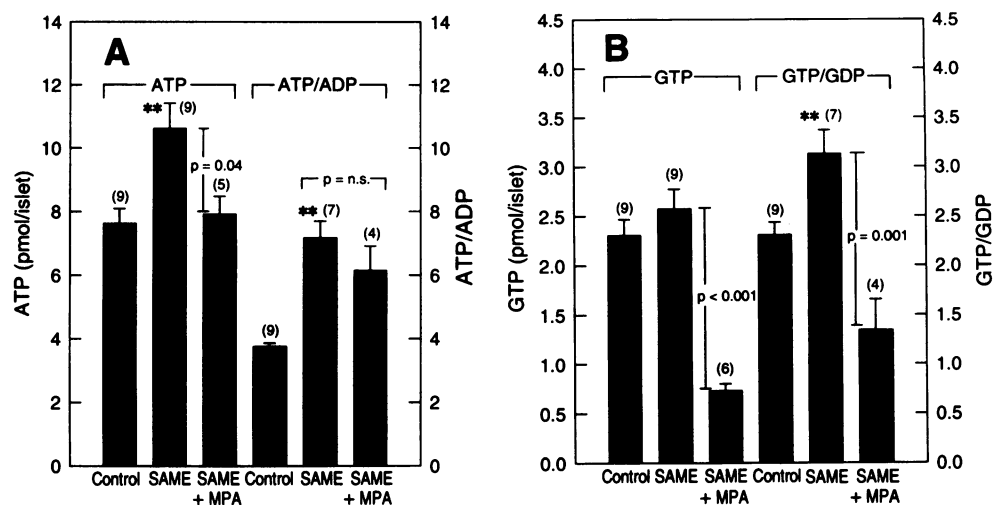 A
ATP (pmol/islet)
14
12
10
8
6
4
2
0
ATP
ATP/ADP
(9)
** (9)
p = 0.04
(5)
(9)
p = n.s.
** (7)
(4)
Control SAME SAME Control SAME SAME
+ MPA + MPA
14
12
10
8
6
4
2
0
ATP/ADP
B
GTP (pmol/islet)
4.5
4.0
3.5
3.0
2.5
2.0
1.5
1.0
0.5
0.0
GTP
GTP/GDP
(9)
(9)
p < 0.001
(6)
(9)
** (7)
p = 0.001
(4)
Control SAME SAME Control SAME SAME
+ MPA + MPA
4.5
4.0
3.5
3.0
2.5
2.0
1.5
1.0
0.5
0.0
GTP/GDP